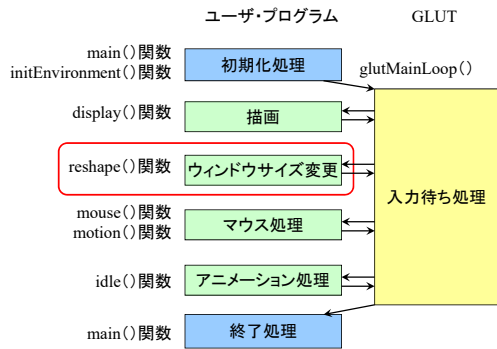 ユーザ・プログラム GLUT
main()関数
initEnvironment()関数
初期化処理
glutMainLoop()
display()関数
描画
reshape()関数
ウィンドウサイズ変更
入力待ち処理
mouse()関数
motion()関数
マウス処理
idle()関数
アニメーション処理
main()関数
終了処理